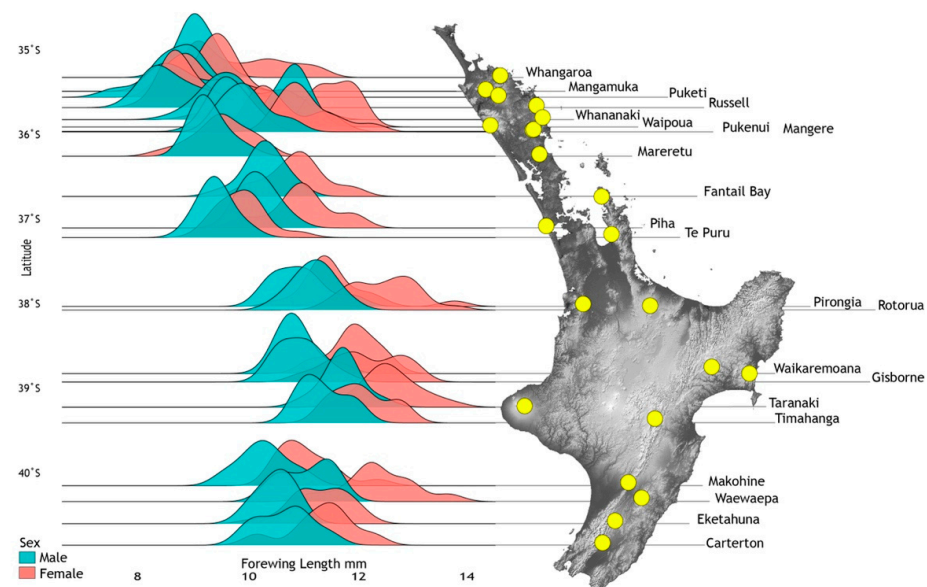 35°S
Whangaroa
Mangamuka
Puketi
Russell
Whananaki
Waipoua
36°S
Pukenui Mangere
Mareretu
Fantail Bay
37°S
Piha
Te Puru
Latitude
38°S
Pirongia
Rotorua
Waikaremoana
Gisborne
39°S
Taranaki
Timahanga
40°S
Makohine
Waewaepa
Eketahuna
Sex
Carterton
Male
Forewing Length mm
Female
8 10 12 14